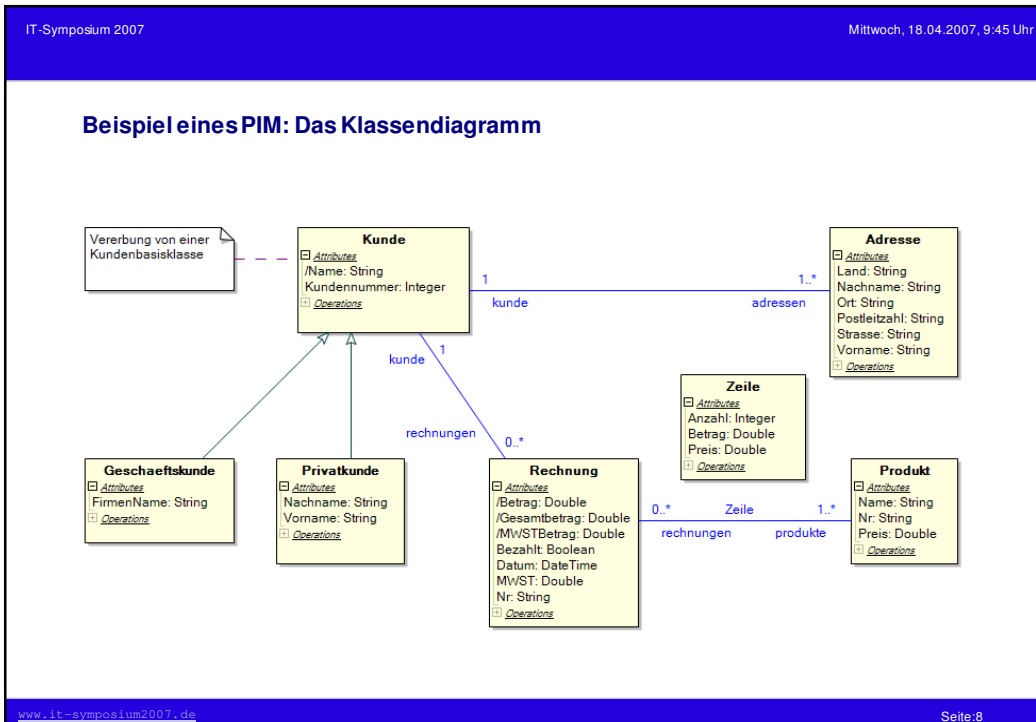 IT-Symposium 2007
Mittwoch, 18.04.2007, 9:45 Uhr
Beispiel eines PIM: Das Klassendiagramm
Vererbung von einer
Kundenbasisklasse
Kunde
Attributes
/Name: String
Kundennummer: Integer
Operations
1
kunde
1..*
adressen
Adresse
Attributes
Land: String
Nachname: String
Ort: String
Postleitzahl: String
Strasse: String
Vorname: String
Operations
kunde
1
rechnungen
0..*
Zeile
Attributes
Anzahl: Integer
Betrag: Double
Preis: Double
Operations
Geschaeftskunde
Attributes
FirmenName: String
Operations
Privatkunde
Attributes
Nachname: String
Vorname: String
Operations
Rechnung
Attributes
/Betrag: Double
/Gesamtbetrag: Double
/MWSTBetrag: Double
Bezahlt: Boolean
Datum: DateTime
MWST: Double
Nr: String
Operations
0..* Zeile 1..*
rechnungen produkte
Produkt
Attributes
Name: String
Nr: String
Preis: Double
Operations
www.it-symposium2007.de
Seite:8